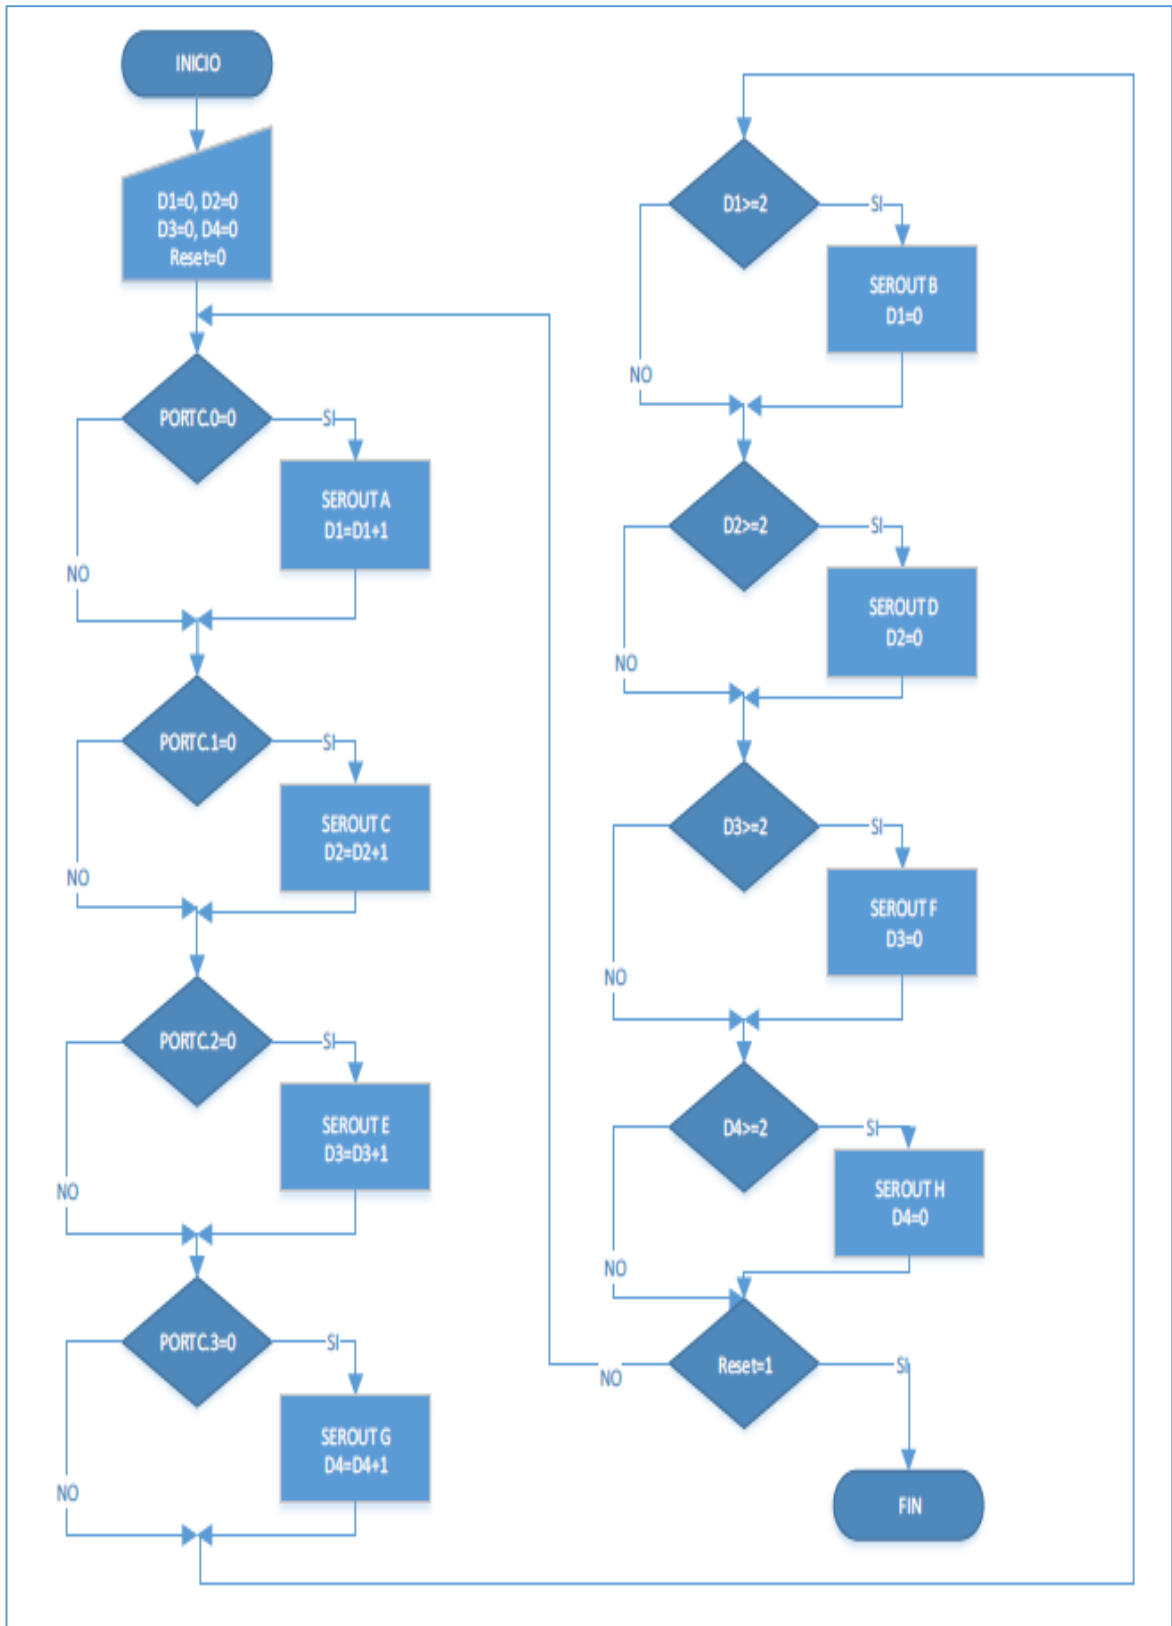 INICIO
D1=0, D2=0
D3=0, D4=0
Reset=0
PORTC.0=0
SI
SEROUT A
D1=D1+1
NO
PORTC.1=0
SI
SEROUT C
D2=D2+1
NO
PORTC.2=0
SI
SEROUT E
D3=D3+1
NO
PORTC.3=0
SI
SEROUT G
D4=D4+1
NO
D1>=2
SI
SEROUT B
D1=0
NO
D2>=2
SI
SEROUT D
D2=0
NO
D3>=2
SI
SEROUT F
D3=0
NO
D4>=2
SI
SEROUT H
D4=0
NO
Reset=1
SI
NO
FIN